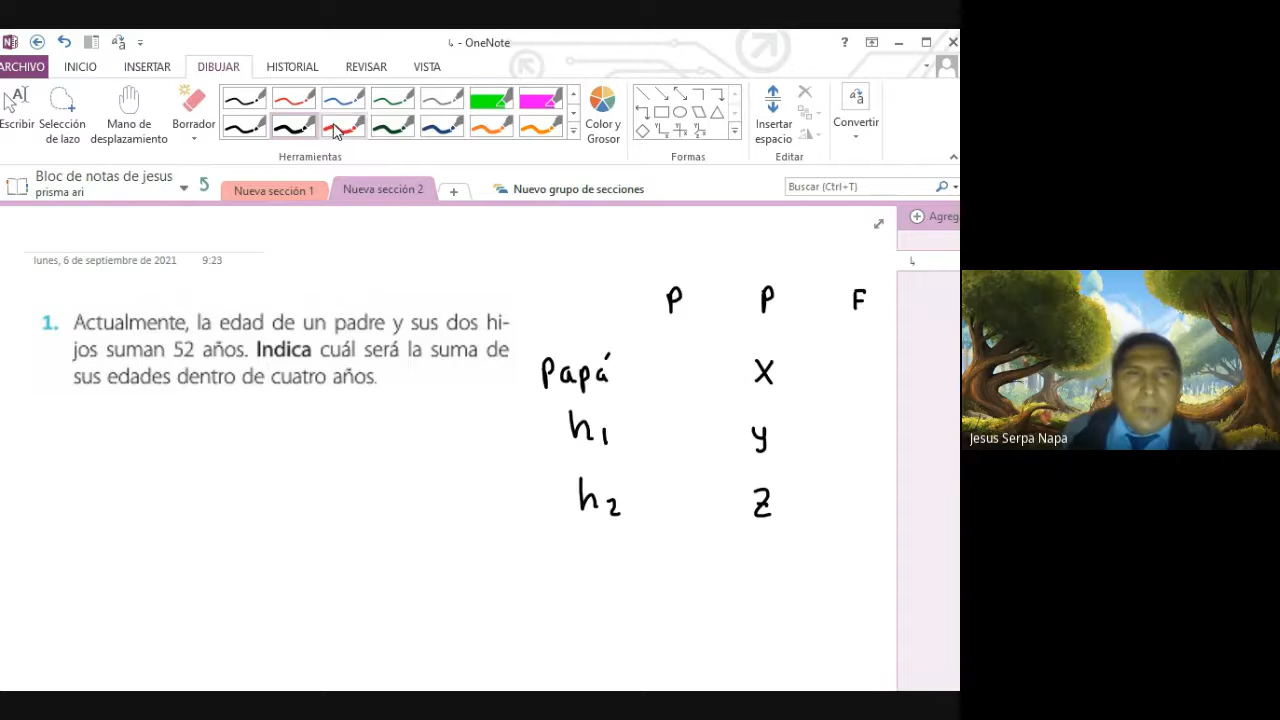 ↳ - OneNote
?
ARCHIVO INICIO INSERTAR DIBUJAR HISTORIAL REVISAR VISTA
Escribir
Selección de lazo
Mano de desplazamiento
Borrador
Color y Grosor
Insertar espacio
Convertir
Herramientas
Formas
Editar
Bloc de notas de jesus
prisma ari
Nueva sección 1
Nueva sección 2
+
Nuevo grupo de secciones
Buscar (Ctrl+T)
Agreg
lunes, 6 de septiembre de 2021 9:23
P P F
1. Actualmente, la edad de un padre y sus dos hi-
jos suman 52 años. Indica cuál será la suma de
sus edades dentro de cuatro años.
Papá X
h1 y
h2 z
Jesus Serpa Napa